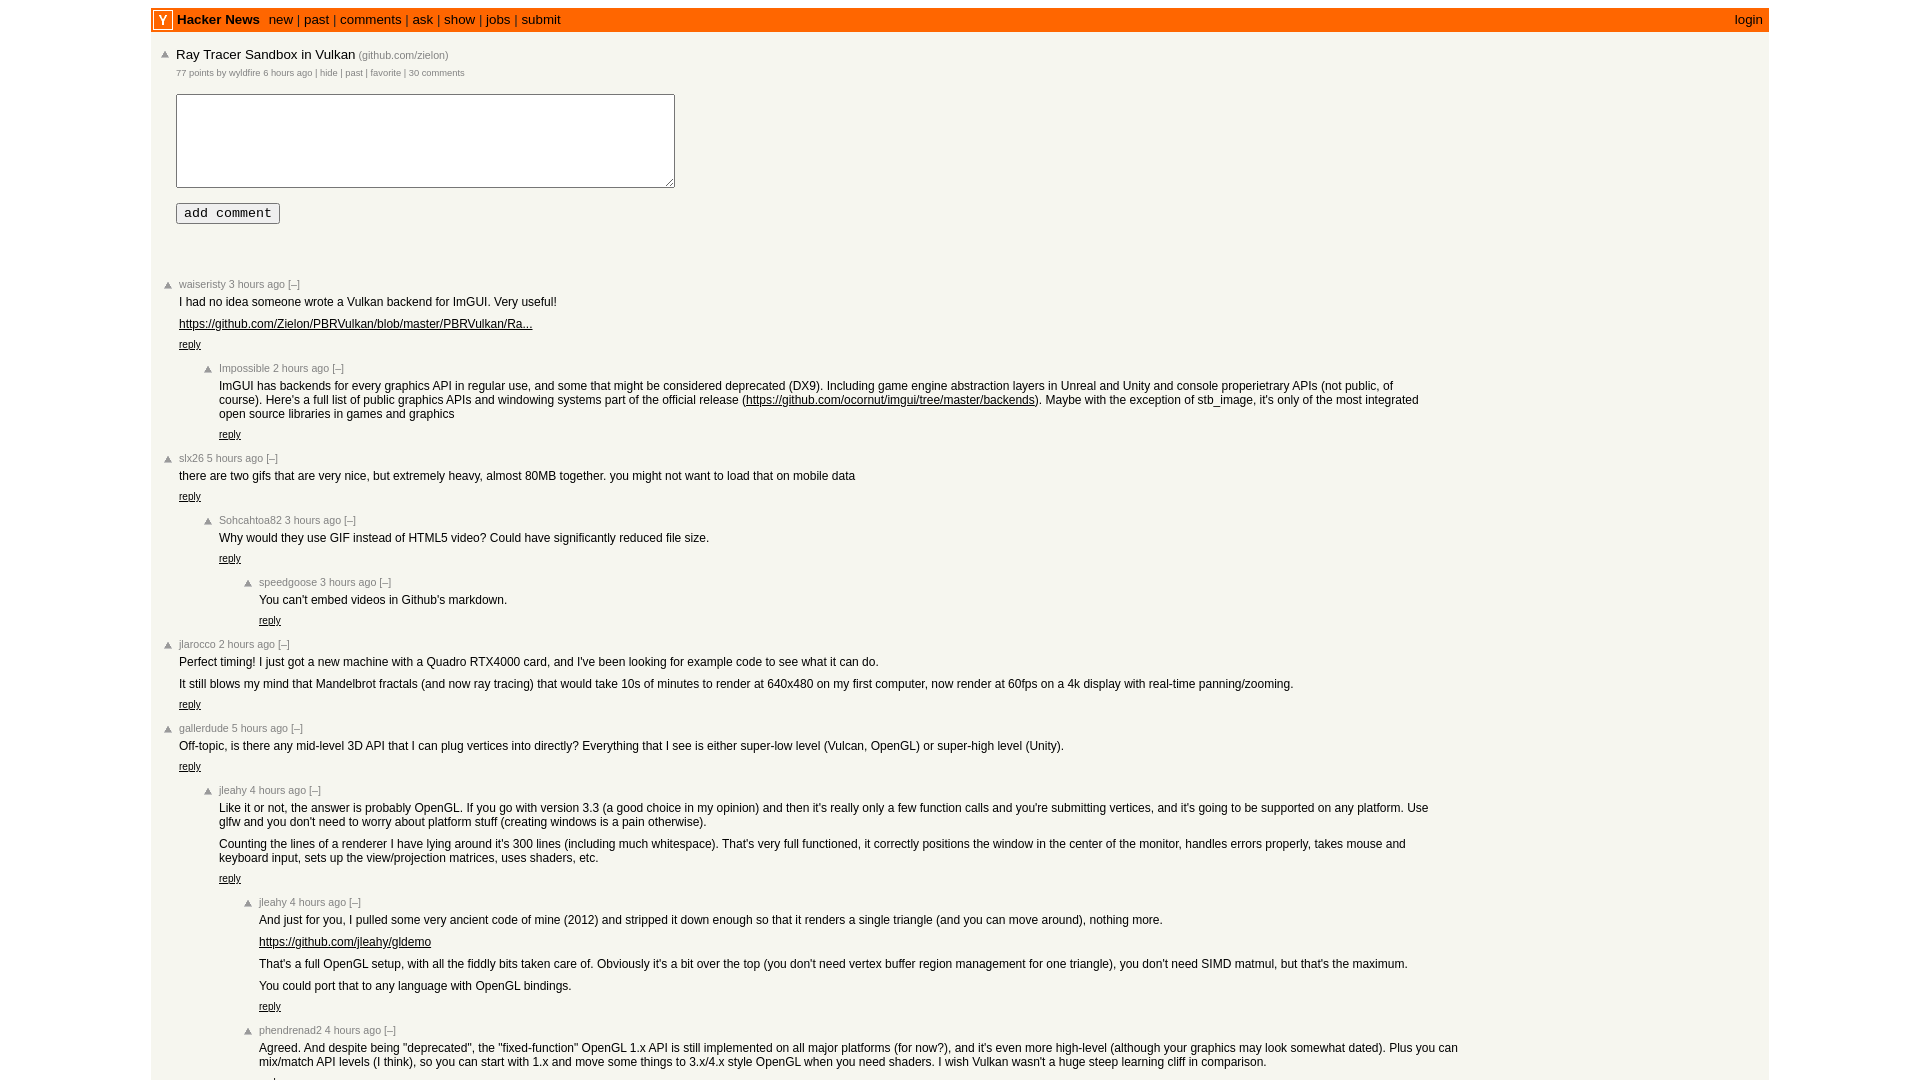 Y Hacker News new | past | comments | ask | show | jobs | submit login
Ray Tracer Sandbox in Vulkan (github.com/zielon)
77 points by wyldfire 6 hours ago | hide | past | favorite | 30 comments
add comment
waiseristy 3 hours ago [–]
I had no idea someone wrote a Vulkan backend for ImGUI. Very useful!
https://github.com/Zielon/PBRVulkan/blob/master/PBRVulkan/Ra...
reply
Impossible 2 hours ago [–]
ImGUI has backends for every graphics API in regular use, and some that might be considered deprecated (DX9). Including game engine abstraction layers in Unreal and Unity and console properietrary APIs (not public, of
course). Here's a full list of public graphics APIs and windowing systems part of the official release (https://github.com/ocornut/imgui/tree/master/backends). Maybe with the exception of stb_image, it's only of the most integrated
open source libraries in games and graphics
reply
slx26 5 hours ago [–]
there are two gifs that are very nice, but extremely heavy, almost 80MB together. you might not want to load that on mobile data
reply
Sohcahtoa82 3 hours ago [–]
Why would they use GIF instead of HTML5 video? Could have significantly reduced file size.
reply
speedgoose 3 hours ago [–]
You can't embed videos in Github's markdown.
reply
jlarocco 2 hours ago [–]
Perfect timing! I just got a new machine with a Quadro RTX4000 card, and I've been looking for example code to see what it can do.
It still blows my mind that Mandelbrot fractals (and now ray tracing) that would take 10s of minutes to render at 640x480 on my first computer, now render at 60fps on a 4k display with real-time panning/zooming.
reply
gallerdude 5 hours ago [–]
Off-topic, is there any mid-level 3D API that I can plug vertices into directly? Everything that I see is either super-low level (Vulcan, OpenGL) or super-high level (Unity).
reply
jleahy 4 hours ago [–]
Like it or not, the answer is probably OpenGL. If you go with version 3.3 (a good choice in my opinion) and then it's really only a few function calls and you're submitting vertices, and it's going to be supported on any platform. Use
glfw and you don't need to worry about platform stuff (creating windows is a pain otherwise).
Counting the lines of a renderer I have lying around it's 300 lines (including much whitespace). That's very full functioned, it correctly positions the window in the center of the monitor, handles errors properly, takes mouse and
keyboard input, sets up the view/projection matrices, uses shaders, etc.
reply
jleahy 4 hours ago [–]
And just for you, I pulled some very ancient code of mine (2012) and stripped it down enough so that it renders a single triangle (and you can move around), nothing more.
https://github.com/jleahy/gldemo
That's a full OpenGL setup, with all the fiddly bits taken care of. Obviously it's a bit over the top (you don't need vertex buffer region management for one triangle), you don't need SIMD matmul, but that's the maximum.
You could port that to any language with OpenGL bindings.
reply
phendrenad2 4 hours ago [–]
Agreed. And despite being "deprecated", the "fixed-function" OpenGL 1.x API is still implemented on all major platforms (for now?), and it's even more high-level (although your graphics may look somewhat dated). Plus you can
mix/match API levels (I think), so you can start with 1.x and move some things to 3.x/4.x style OpenGL when you need shaders. I wish Vulkan wasn't a huge steep learning cliff in comparison.